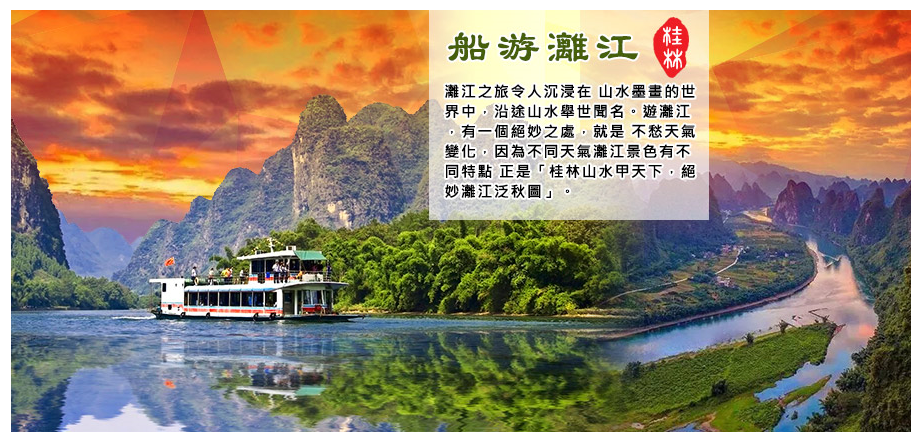 船游灕江
桂林
灕江之旅令人沉浸在 山水墨畫的世
界中，沿途山水舉世聞名。遊灕江
，有一個絕妙之處，就是 不愁天氣
變化，因為不同天氣灕江景色有不
同特點 正是「桂林山水甲天下，絕
妙灕江泛秋圖」。